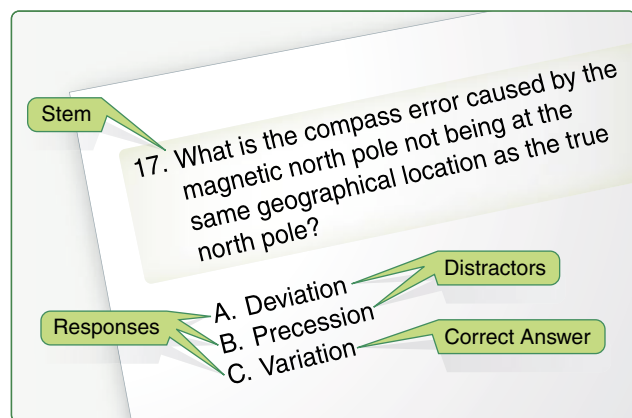 Stem
17. What is the compass error caused by the
magnetic north pole not being at the
same geographical location as the true
north pole?
Distractors
A. Deviation
Responses
B. Precession
Correct Answer
C. Variation